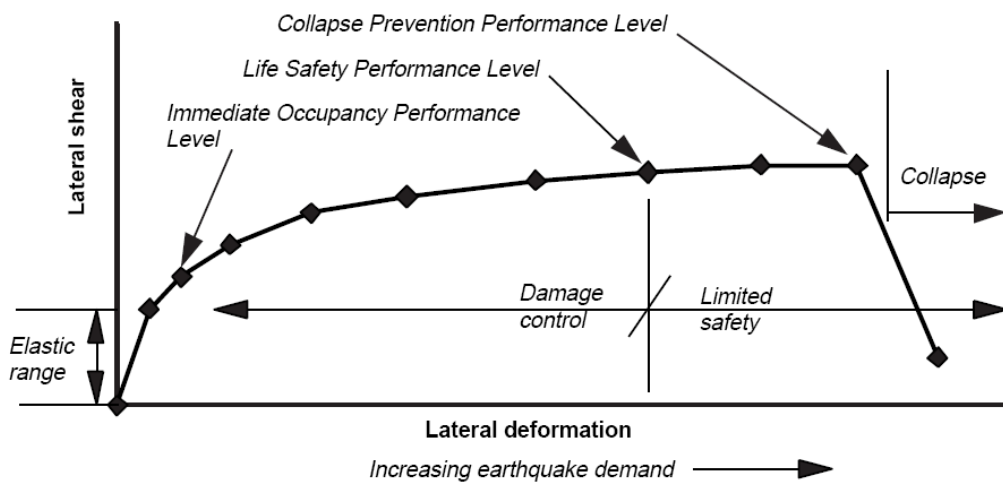 Collapse Prevention Performance Level
Life Safety Performance Level
Immediate Occupancy Performance
Level
Lateral shear
Collapse
Damage
control
Limited
safety
Elastic
range
Lateral deformation
Increasing earthquake demand